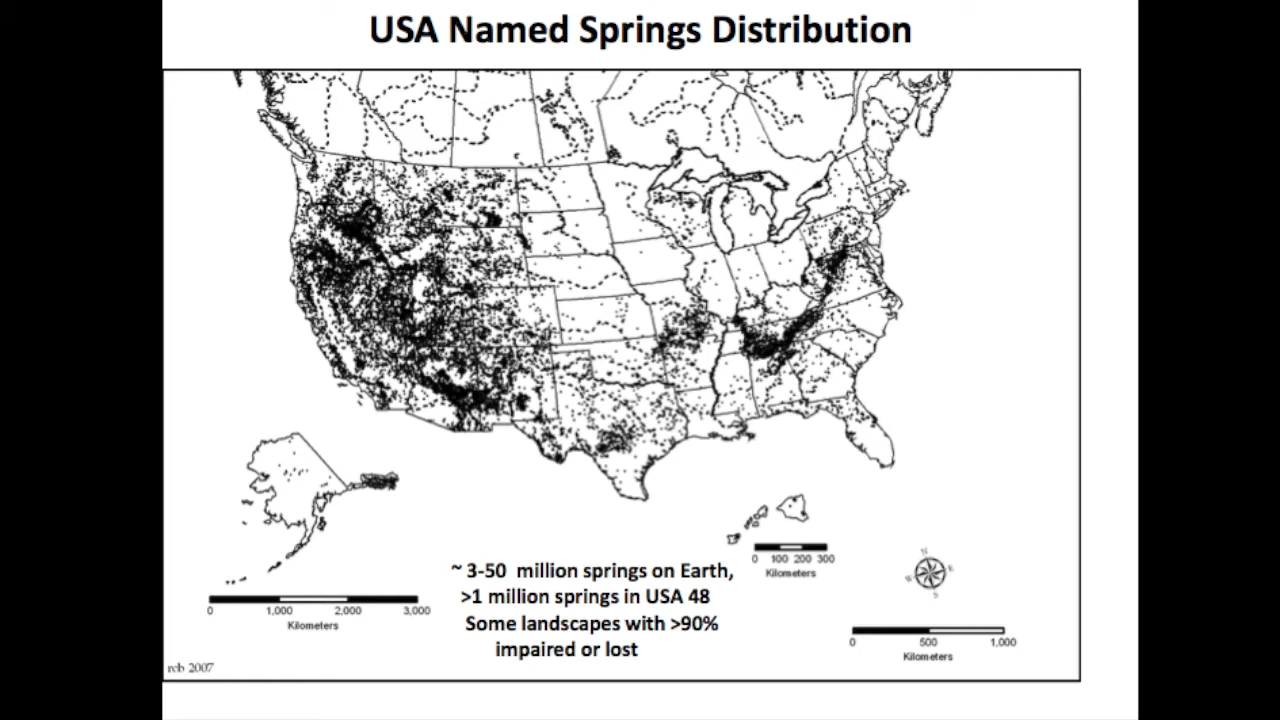 USA Named Springs Distribution
0 100 200 300
Kilometers
~ 3-50 million springs on Earth,
>1 million springs in USA 48
Some landscapes with >90%
impaired or lost
N
W
E
S
0 1,000 2,000 3,000
Kilometers
0 500 1,000
Kilometers
rcb 2007